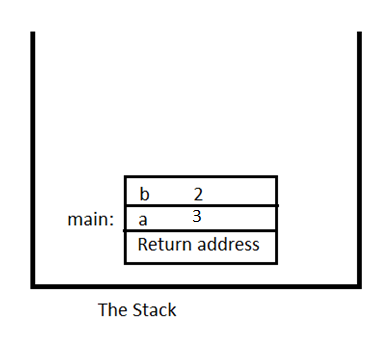 b 2
main: a 3
Return address
The Stack